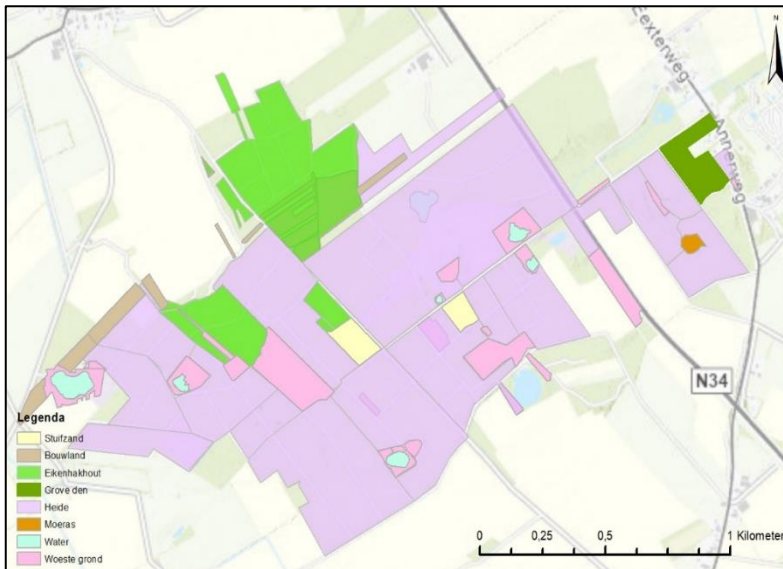 N
Eexterweg
Annerweg
N34
Legenda
Stuifzand
Bouwland
Eikenhakhout
Grove den
Heide
Moeras
Water
Woeste grond
0 0,25 0,5 1 Kilometer